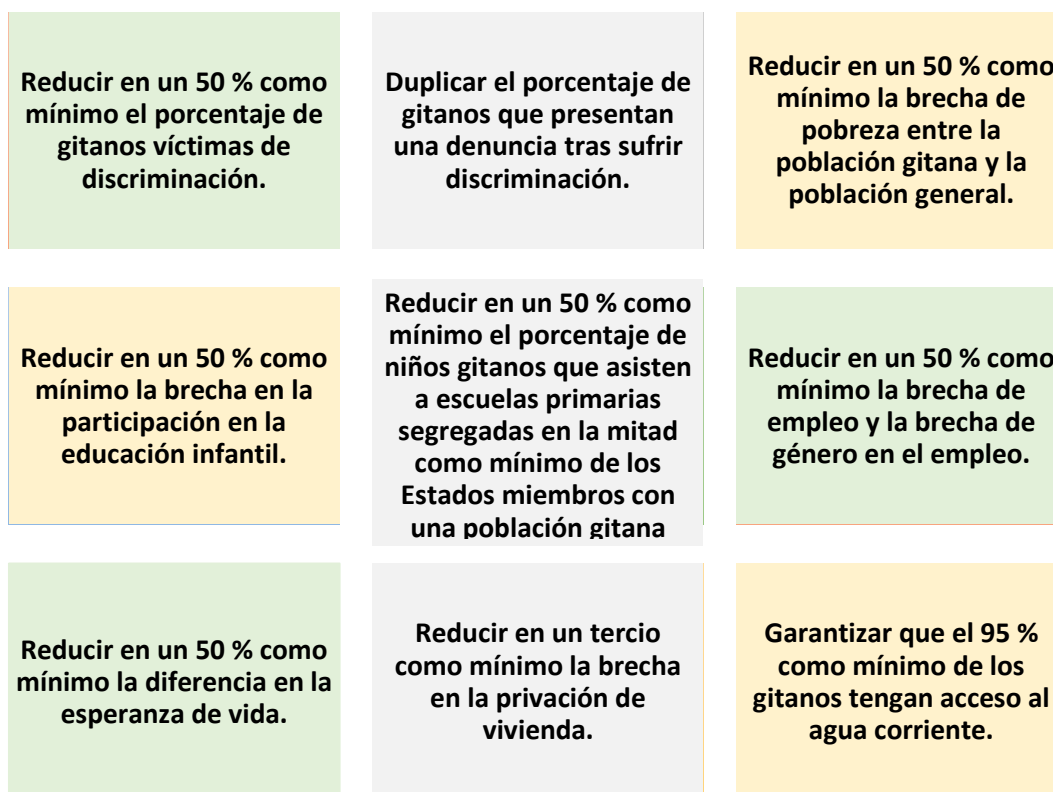 Reducir en un 50 % como
mínimo el porcentaje de
gitanos víctimas de
discriminación.
Duplicar el porcentaje de
gitanos que presentan
una denuncia tras sufrir
discriminación.
Reducir en un 50 % como
mínimo la brecha de
pobreza entre la
población gitana y la
población general.
Reducir en un 50 % como
mínimo la brecha en la
participación en la
educación infantil.
Reducir en un 50 % como
mínimo el porcentaje de
niños gitanos que asisten
a escuelas primarias
segregadas en la mitad
como mínimo de los
Estados miembros con
una población gitana
Reducir en un 50 % como
mínimo la brecha de
empleo y la brecha de
género en el empleo.
Reducir en un 50 % como
mínimo la diferencia en la
esperanza de vida.
Reducir en un tercio
como mínimo la brecha
en la privación de
vivienda.
Garantizar que el 95 %
como mínimo de los
gitanos tengan acceso al
agua corriente.